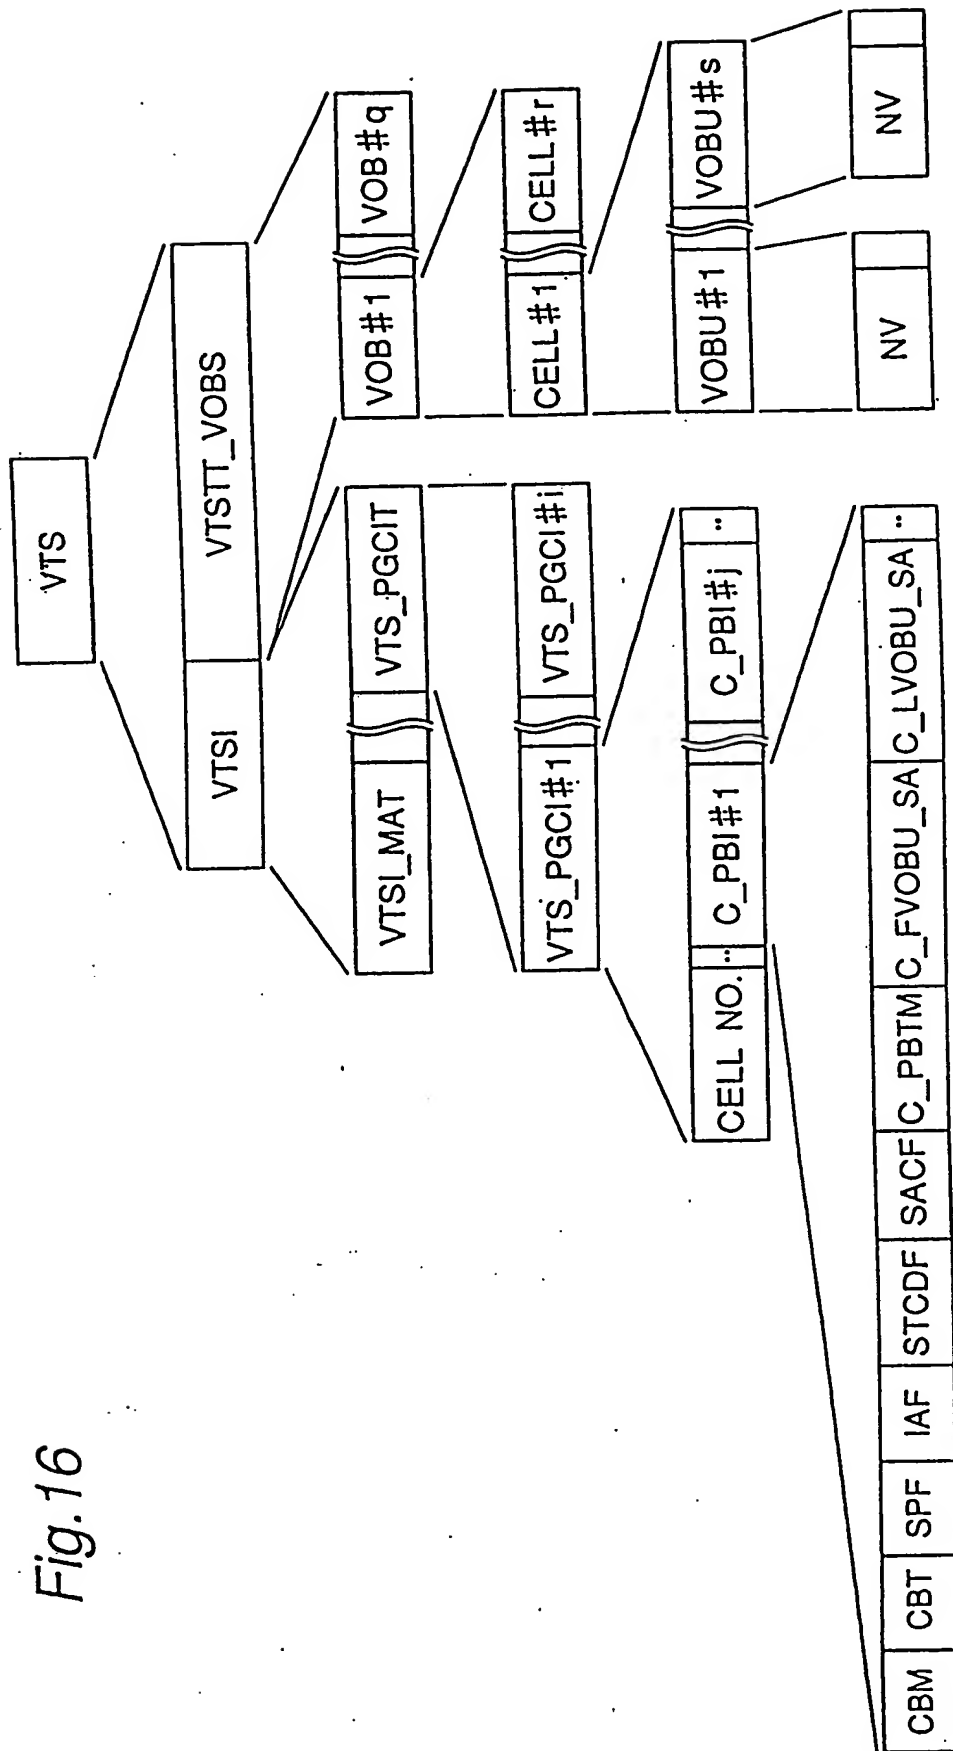 Fig.16
VTS
VTSI VTSTT_VOBS
VTSI_MAT VTS_PGCIT VOB#1 VOB#q
VTS_PGCI#1 VTS_PGCI#i CELL#1 CELL#r
CELL NO. .. C_PBI#1 C_PBI#j .. VOBU#1 VOBU#s
CBM CBT SPF IAF STCDF SACF C_PBTM C_FVOBU_SA C_LVOBU_SA .. NV NV